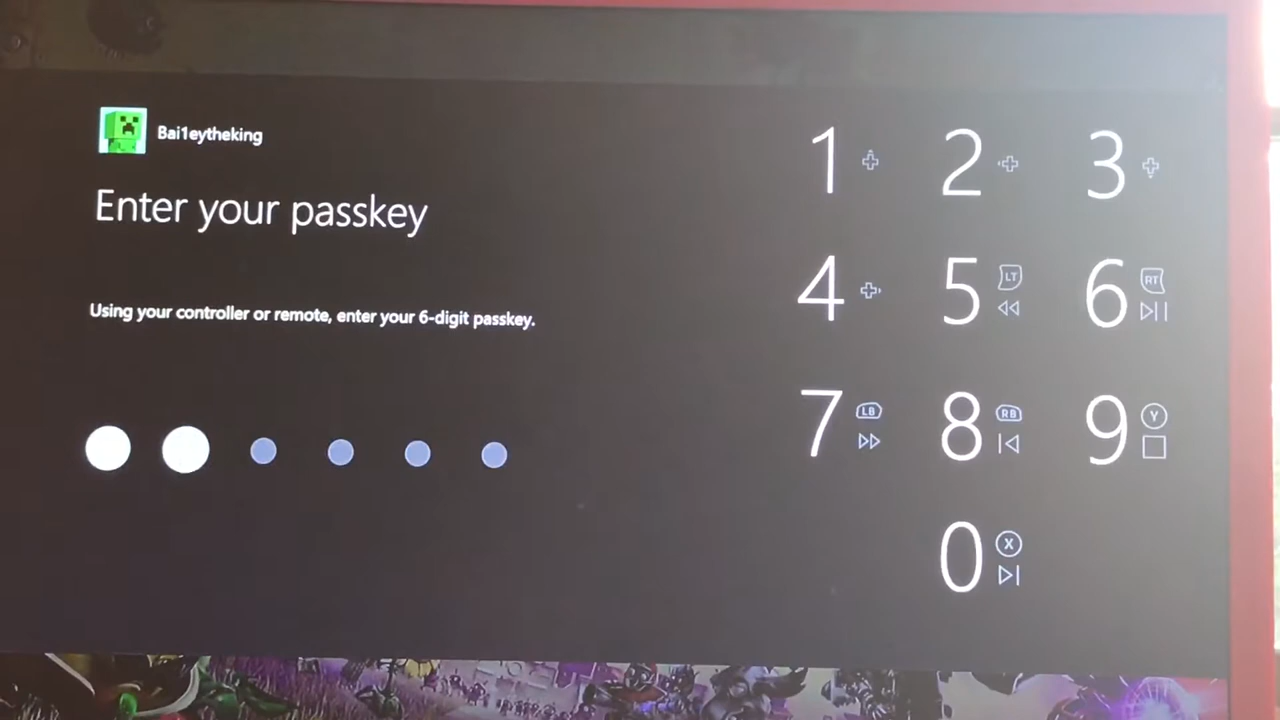 Bai1eytheking
Enter your passkey
Using your controller or remote, enter your 6-digit passkey.
1 2 3
4 5 LT 6 RT
7 LB 8 RB 9 Y
0 X